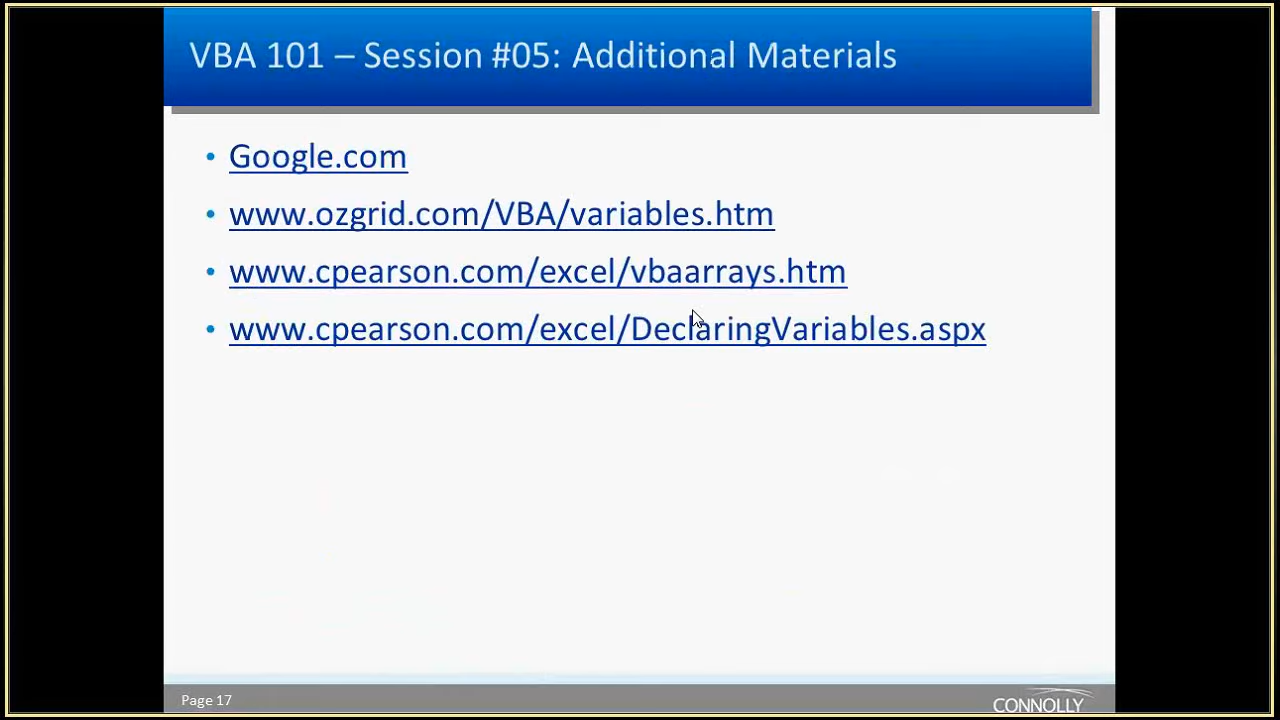 VBA 101 – Session #05: Additional Materials
• Google.com
• www.ozgrid.com/VBA/variables.htm
• www.cpearson.com/excel/vbaarrays.htm
• www.cpearson.com/excel/DeclaringVariables.aspx
Page 17
CONNOLLY